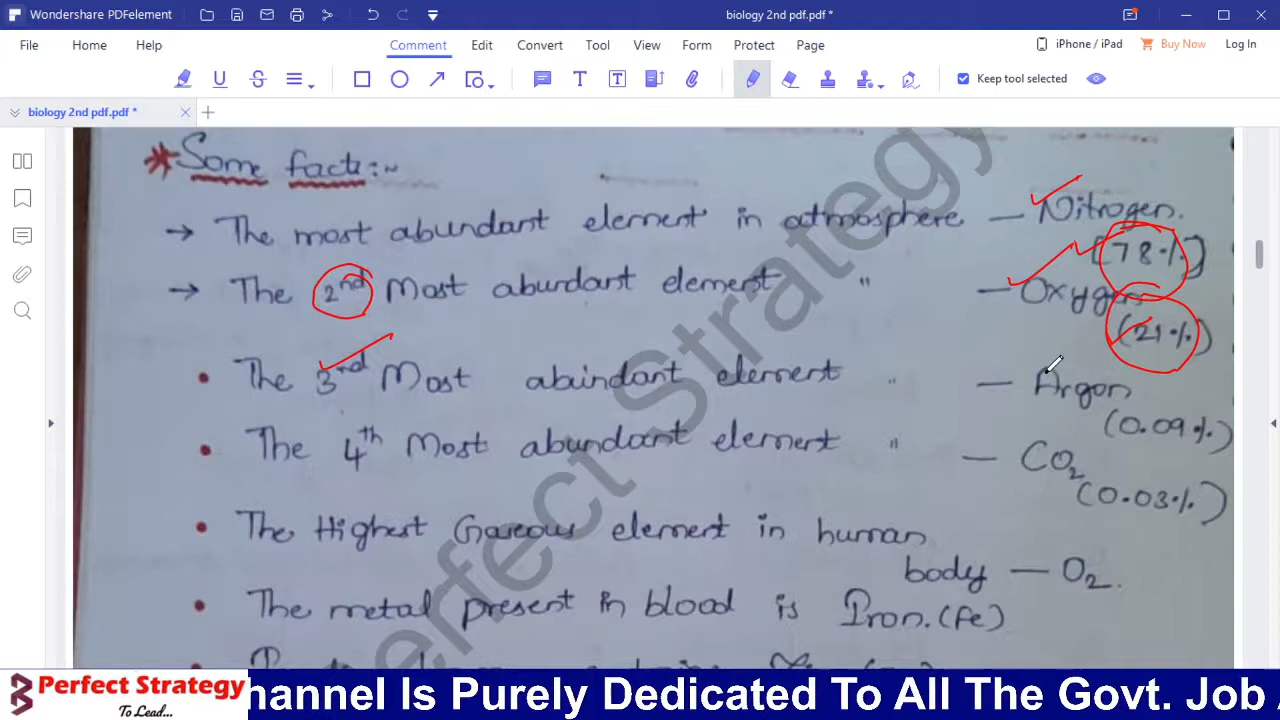 Wondershare PDFelement
biology 2nd pdf.pdf *
File Home Help Comment Edit Convert Tool View Form Protect Page iPhone / iPad Buy Now Log In
Keep tool selected
biology 2nd pdf.pdf *
Some facts:~
→ The most abundant element in atmosphere — Nitrogen.
(78%)
→ The 2nd Most abundant element " — Oxygen
(21%)
• The 3rd Most abundant element " — Argon
(0.09%)
• The 4th Most abundant element " — CO2
(0.03%)
• The Highest Gaseous element in human
body — O2.
• The metal present in blood is Iron.(Fe)
Perfect Strategy
Perfect Strategy
To Lead...
hannel Is Purely Dedicated To All The Govt. Job